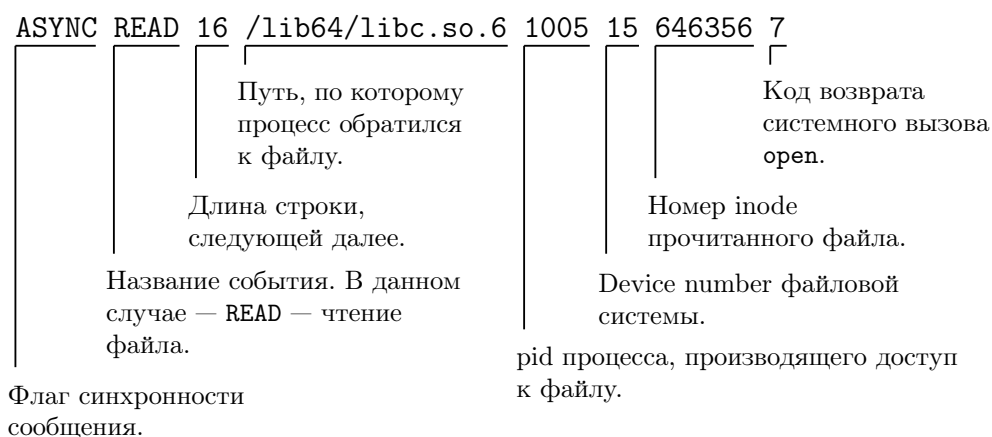 ASYNC READ 16 /lib64/libc.so.6 1005 15 646356 7
Путь, по которому
процесс обратился
к файлу.
Код возврата
системного вызова
open.
Длина строки,
следующей далее.
Номер inode
прочитанного файла.
Название события. В данном
случае — READ — чтение
файла.
Device number файловой
системы.
pid процесса, производящего доступ
к файлу.
Флаг синхронности
сообщения.